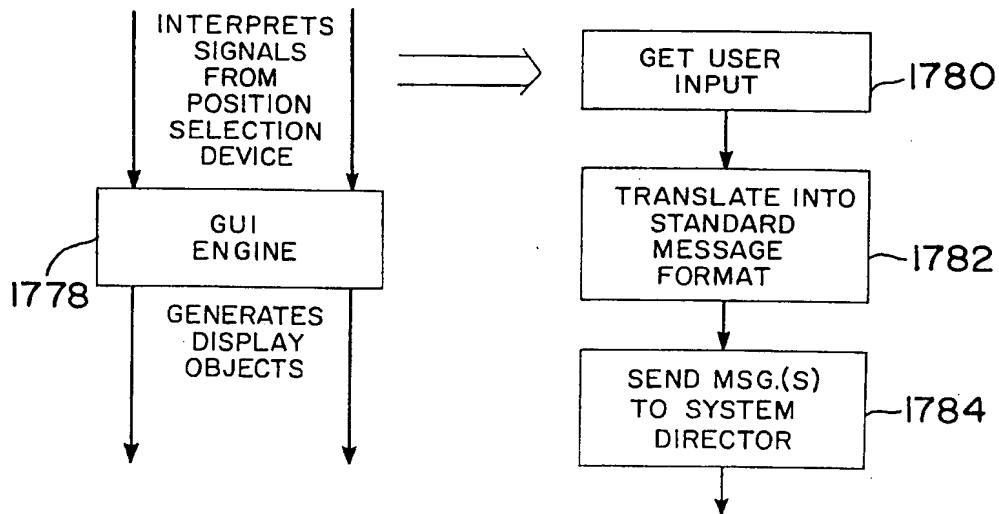 INTERPRETS
SIGNALS
FROM
POSITION
SELECTION
DEVICE
GUI
ENGINE
1778
GENERATES
DISPLAY
OBJECTS
GET USER
INPUT
1780
TRANSLATE INTO
STANDARD
MESSAGE
FORMAT
1782
SEND MSG.(S)
TO SYSTEM
DIRECTOR
1784